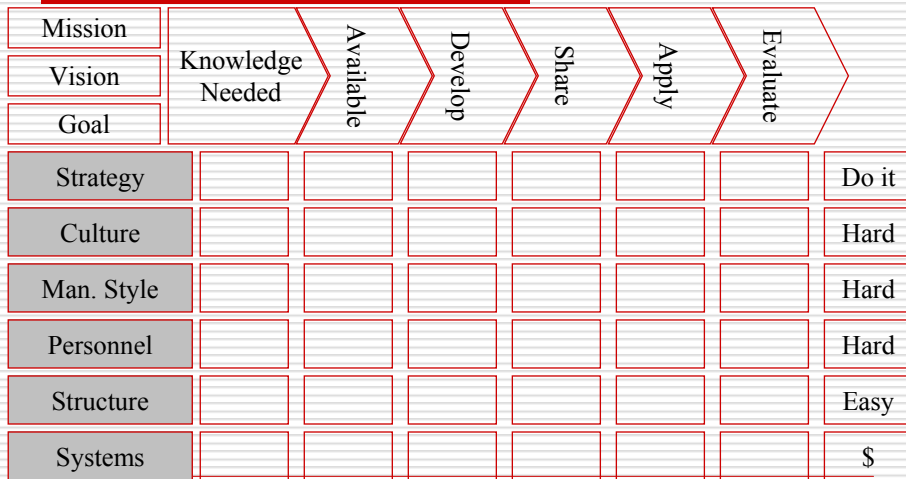 Mission
Vision
Goal
Knowledge
Needed
Available
Develop
Share
Apply
Evaluate
Strategy
Do it
Culture
Hard
Man. Style
Hard
Personnel
Hard
Structure
Easy
Systems
$